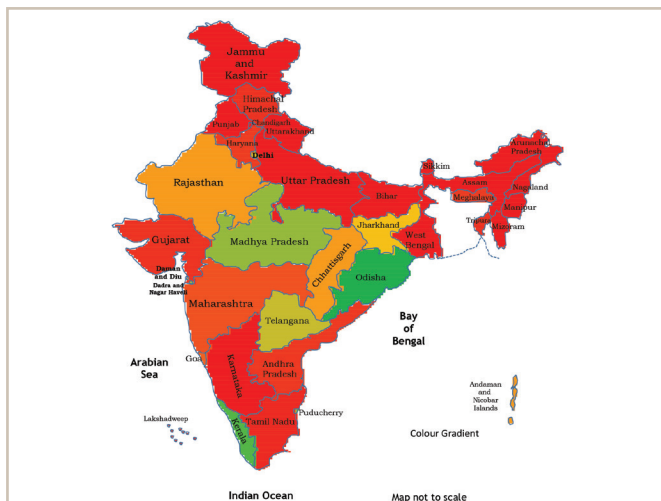 Jammu
and
Kashmir
Himachal
Pradesh
Punjab
Chandigarh
Uttarakhand
Haryana
Delhi
Rajasthan
Uttar Pradesh
Bihar
Sikkim
Arunachal
Pradesh
Assam
Nagaland
Meghalaya
Manipur
Tripura
Mizoram
Gujarat
Madhya Pradesh
Jharkhand
West
Bengal
Chhattisgarh
Odisha
Daman
and Diu
Dadra and
Nagar Haveli
Maharashtra
Telangana
Bay
of
Bengal
Arabian
Sea
Goa
Karnataka
Andhra
Pradesh
Andaman
and
Nicobar
Islands
Lakshadweep
Kerala
Tamil Nadu
Puducherry
Colour Gradient
Indian Ocean
Map not to scale